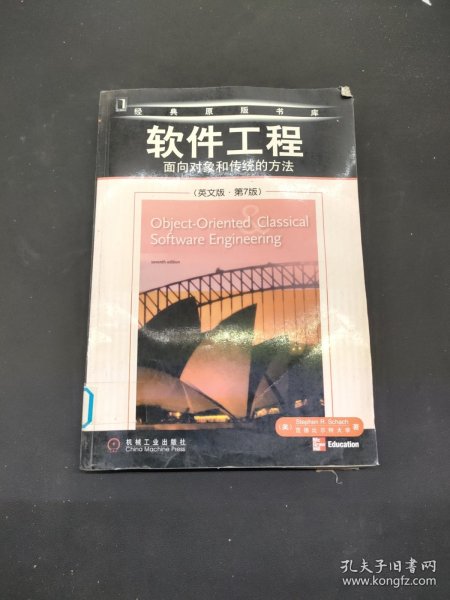 经典原版书库
软件工程
面向对象和传统的方法
(英文版·第7版)
&
Object-Oriented Classical
Software Engineering
seventh edition
(美) Stephen R. Schach 著
范德比尔特大学
机械工业出版社
China Machine Press
Mc
Graw
Hill
Education
孔夫子旧书网
www.kongfz.com